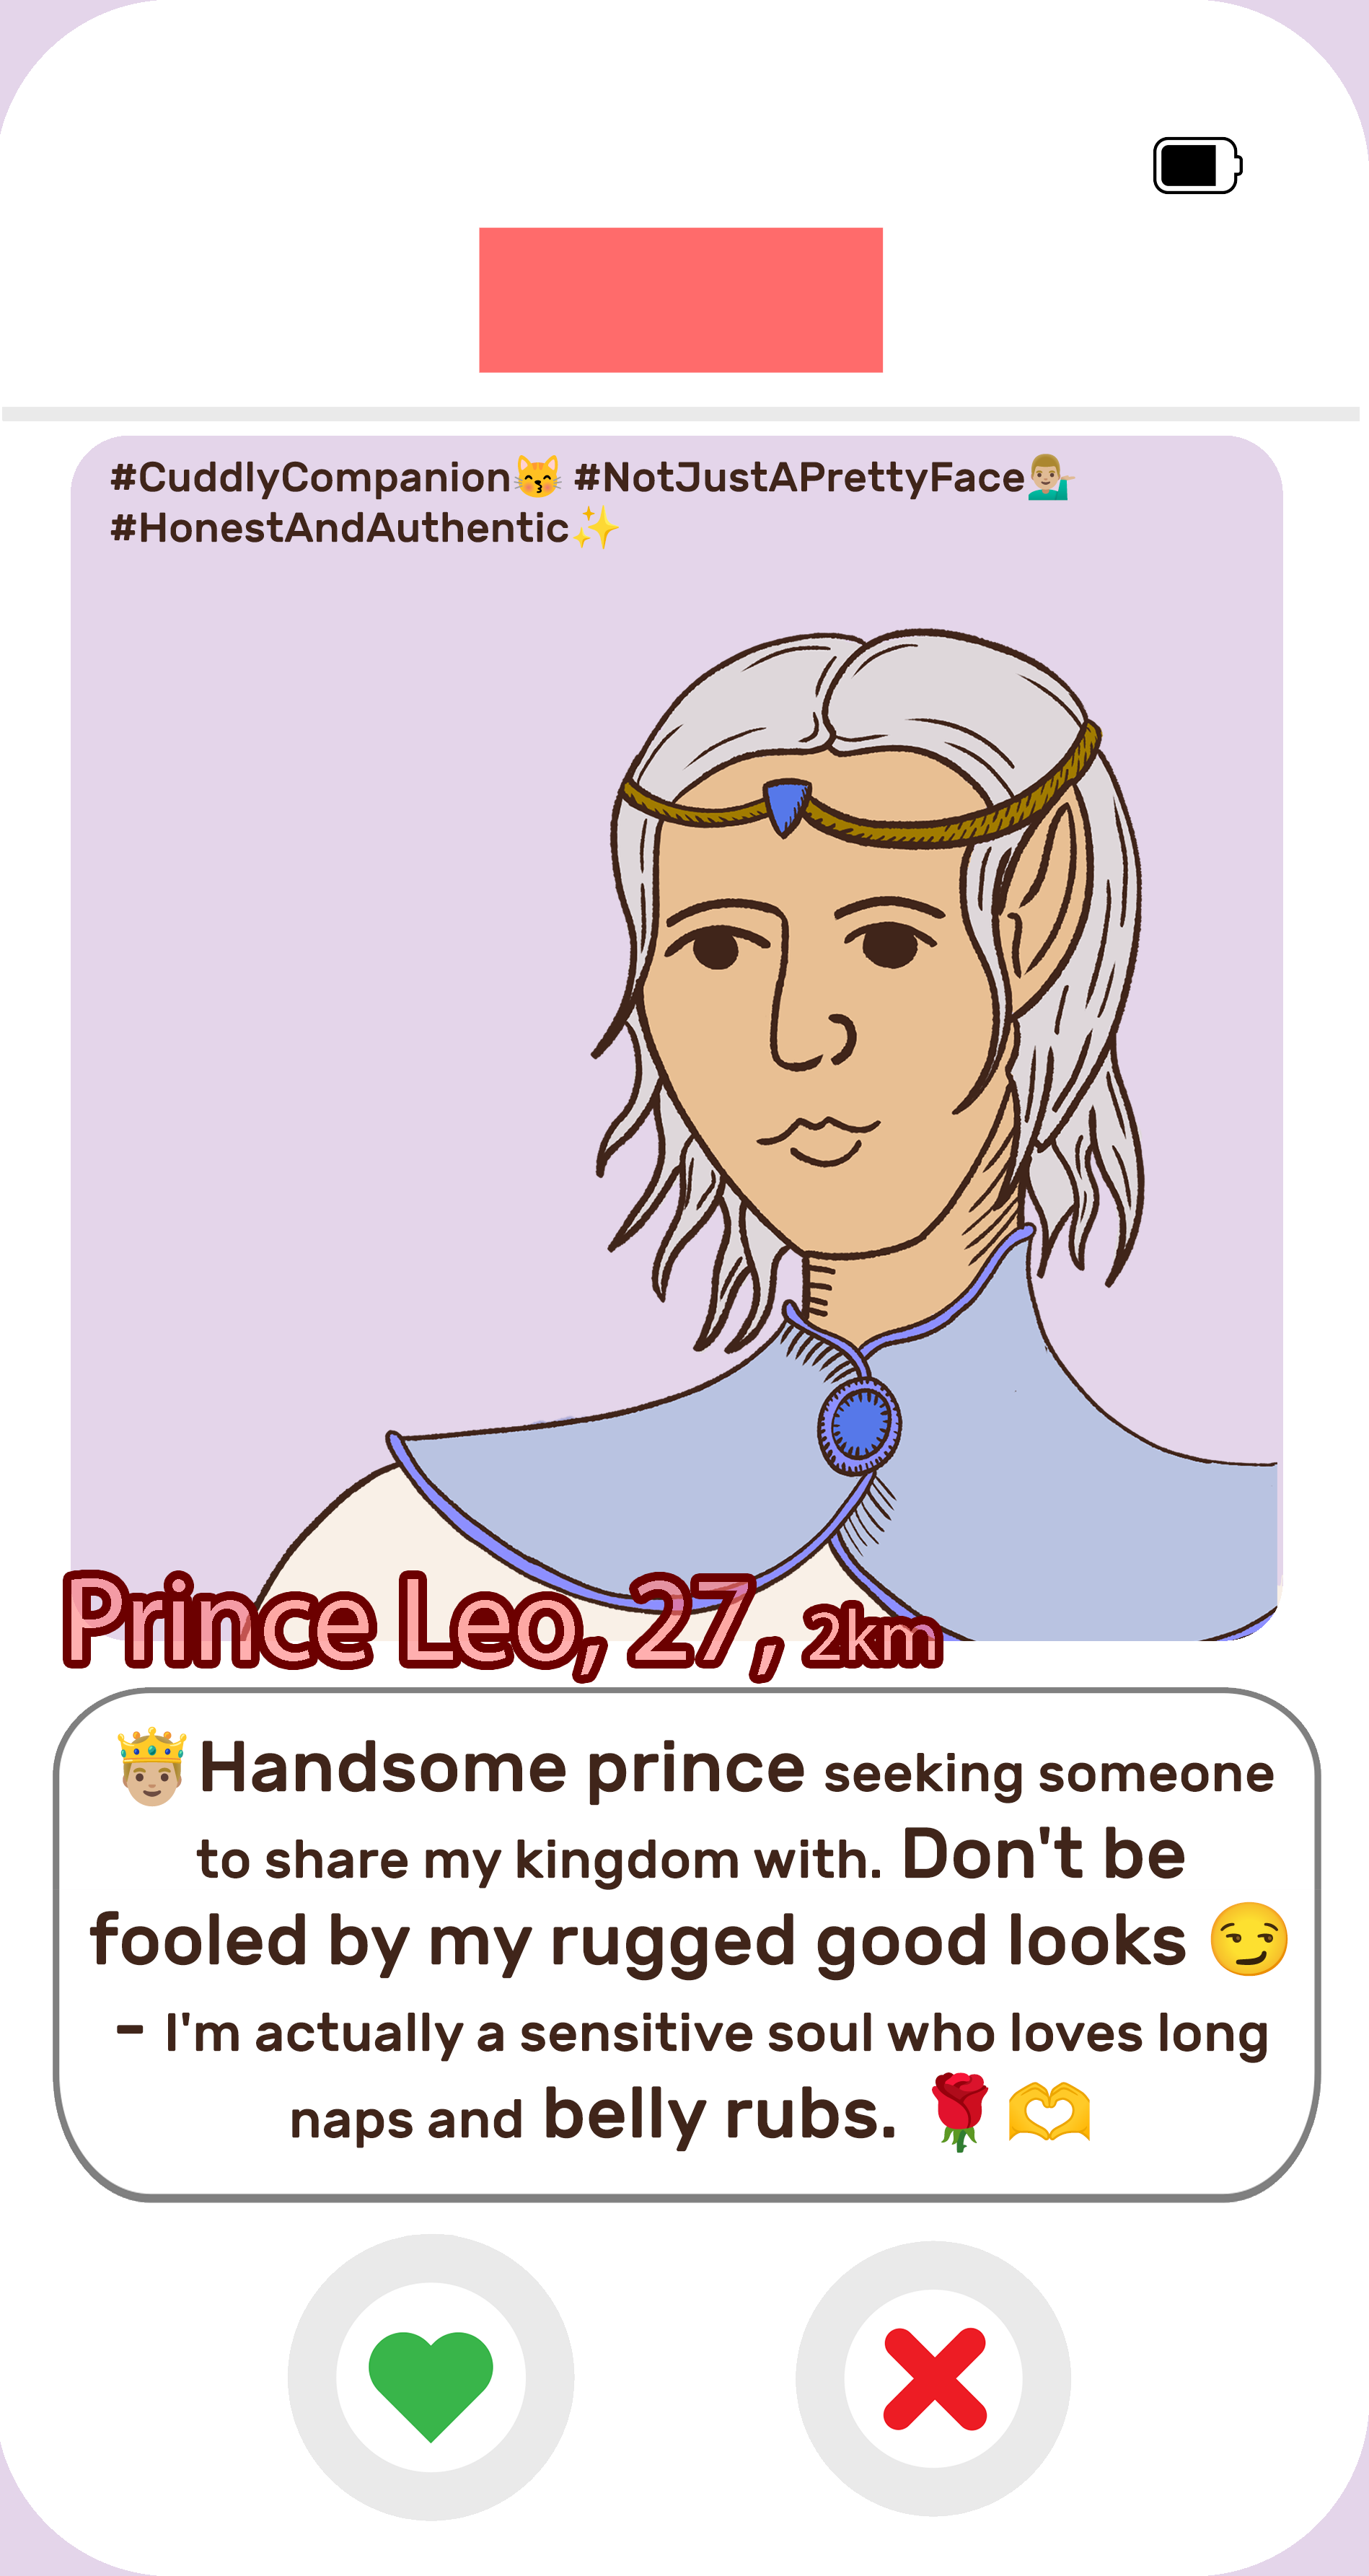 #CuddlyCompanion😽 #NotJustAPrettyFace💁🏼‍♂️
#HonestAndAuthentic✨
Prince Leo, 27, 2km
🤴🏼Handsome prince seeking someone
to share my kingdom with. Don't be
fooled by my rugged good looks 😏
- I'm actually a sensitive soul who loves long
naps and belly rubs. 🌹🫶